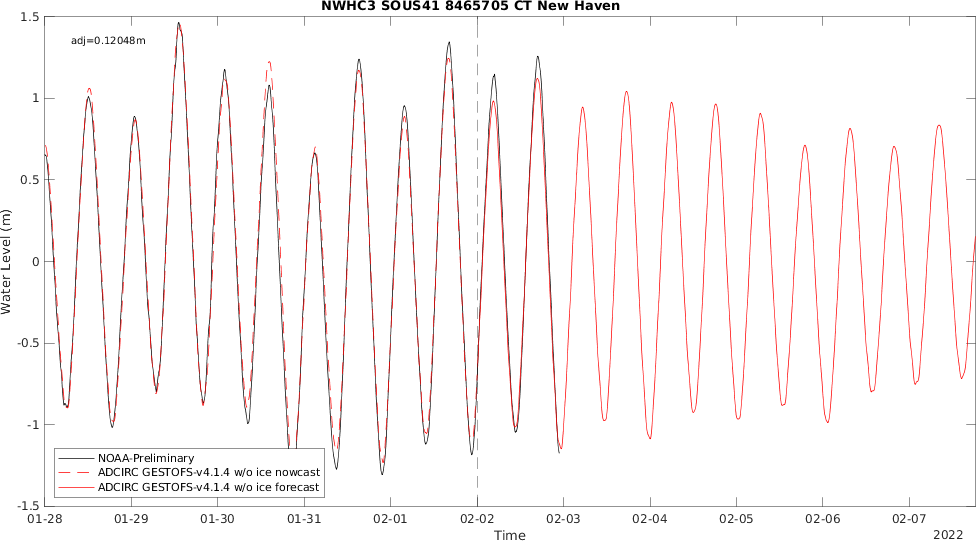 NWHC3 SOUS41 8465705 CT New Haven
1.5
adj=0.12048m
1
0.5
0
-0.5
-1
-1.5
Water Level (m)
NOAA-Preliminary
ADCIRC GESTOFS-v4.1.4 w/o ice nowcast
ADCIRC GESTOFS-v4.1.4 w/o ice forecast
01-28 01-29 01-30 01-31 02-01 02-02 02-03 02-04 02-05 02-06 02-07
Time
2022